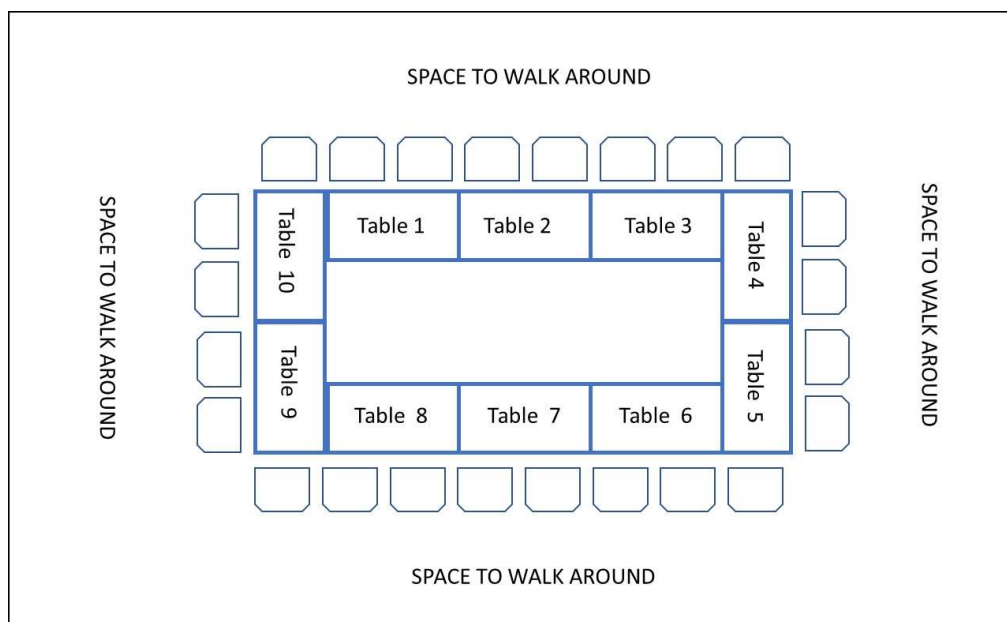 SPACE TO WALK AROUND
SPACE TO WALK AROUND
Table 10
Table 1
Table 2
Table 3
Table 4
SPACE TO WALK AROUND
Table 9
Table 8
Table 7
Table 6
Table 5
SPACE TO WALK AROUND